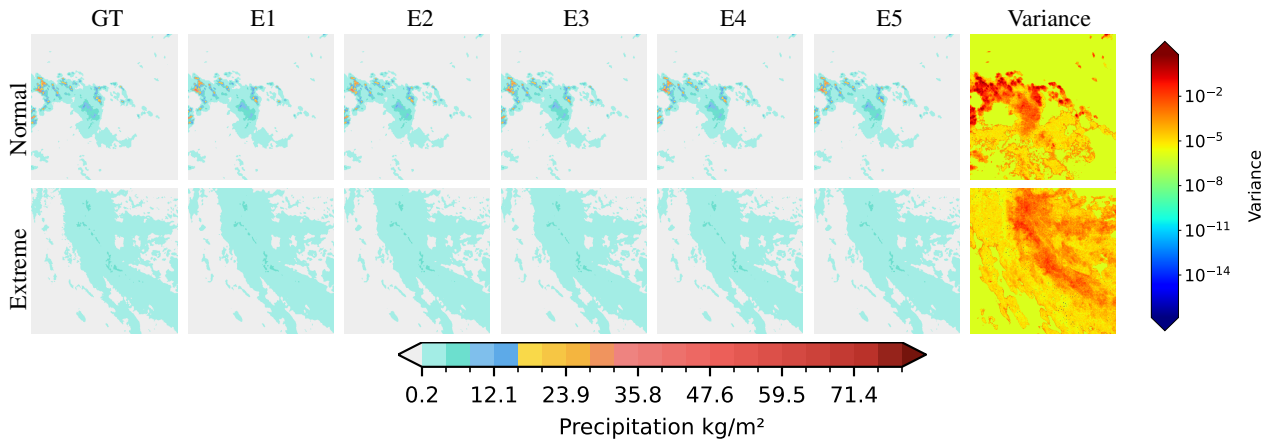 GT E1 E2 E3 E4 E5 Variance
Normal
Extreme
10⁻²
10⁻⁵
10⁻⁸
10⁻¹¹
10⁻¹⁴
Variance
0.2 12.1 23.9 35.8 47.6 59.5 71.4
Precipitation kg/m²